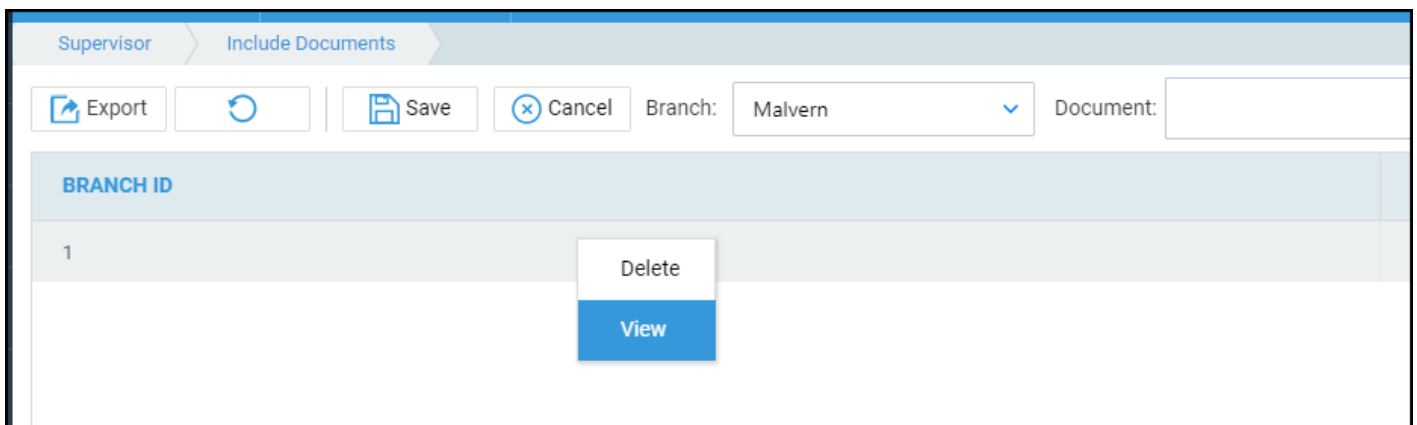 Supervisor Include Documents
Export Save Cancel Branch: Malvern Document:
BRANCH ID
1
Delete
View